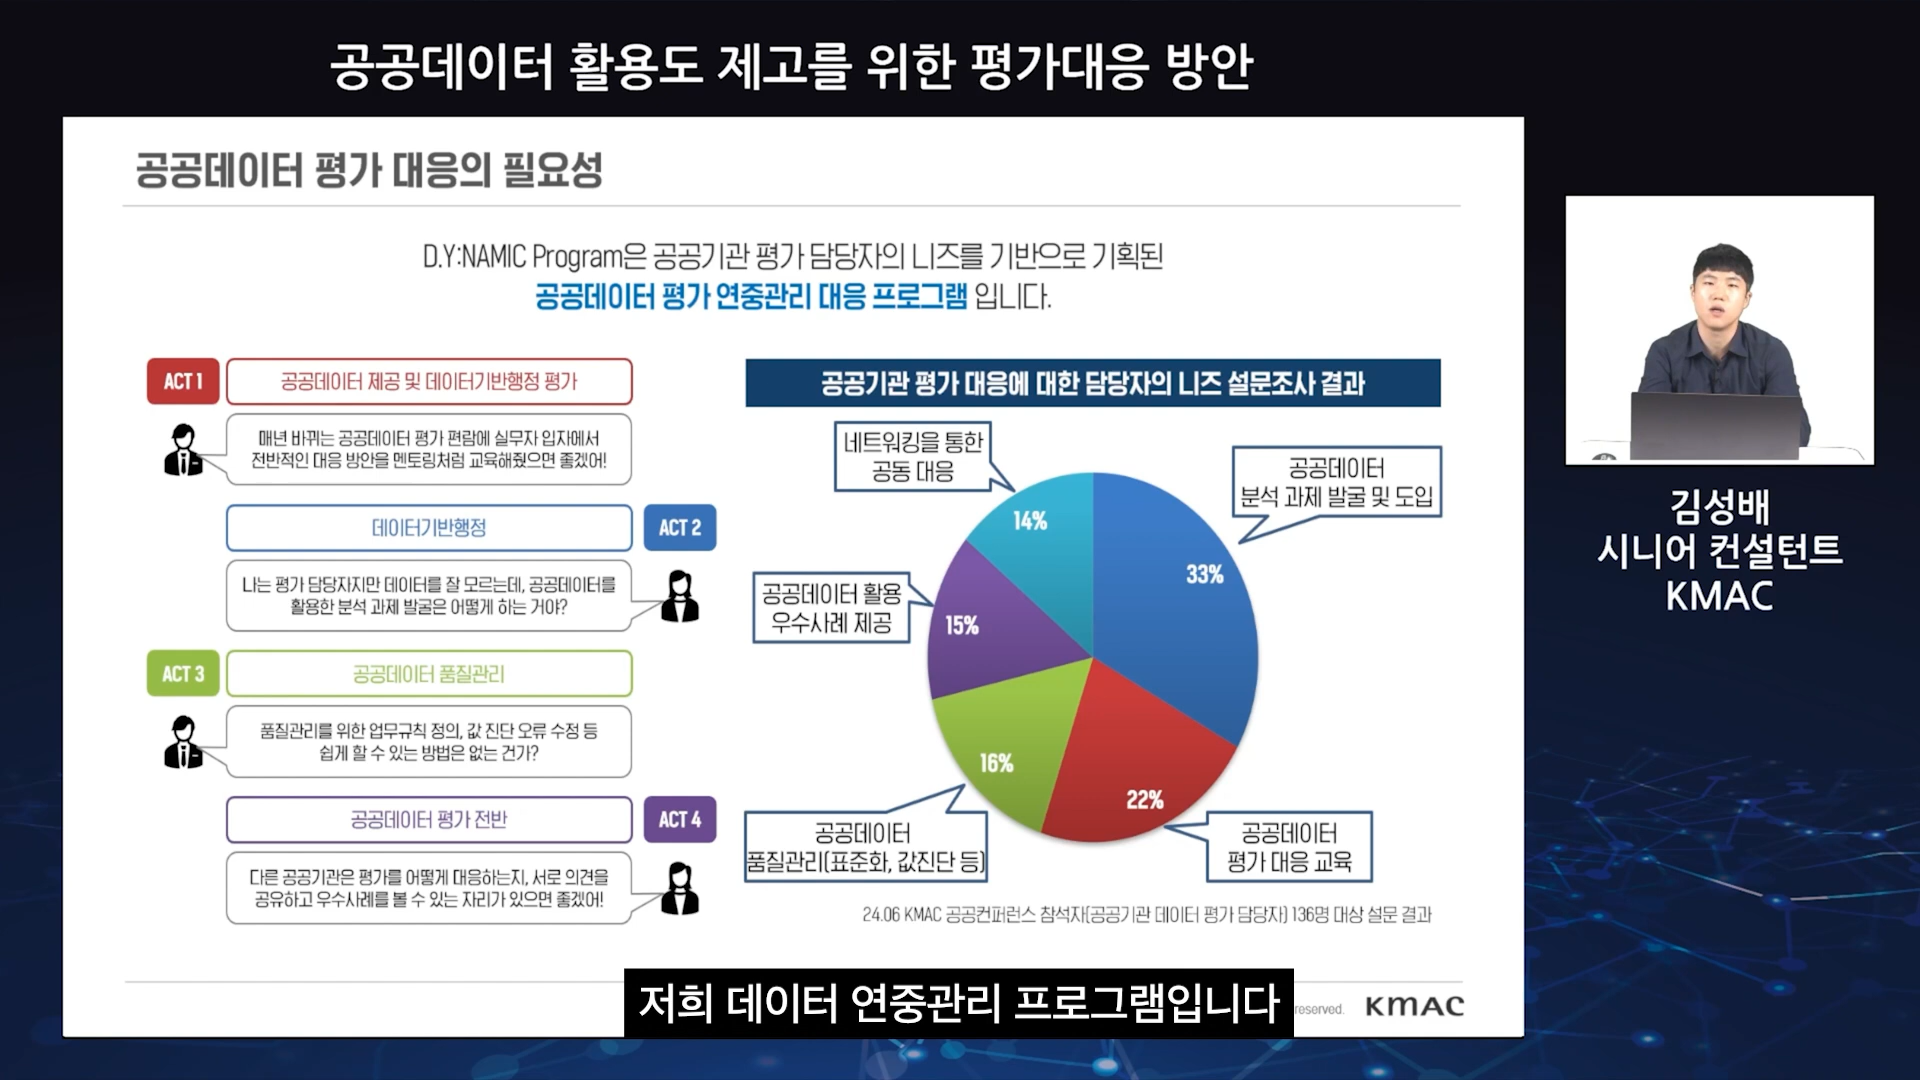 공공데이터 활용도 제고를 위한 평가대응 방안
공공데이터 평가 대응의 필요성
D.Y:NAMIC Program은 공공기관 평가 담당자의 니즈를 기반으로 기획된
공공데이터 평가 연중관리 대응 프로그램 입니다.
ACT 1
공공데이터 제공 및 데이터기반행정 평가
매년 바뀌는 공공데이터 평가 편람에 실무자 입자에서
전반적인 대응 방안을 멘토링처럼 교육해줬으면 좋겠어!
데이터기반행정
ACT 2
나는 평가 담당자지만 데이터를 잘 모르는데, 공공데이터를
활용한 분석 과제 발굴은 어떻게 하는 거야?
ACT 3
공공데이터 품질관리
품질관리를 위한 업무규칙 정의, 값 진단 오류 수정 등
쉽게 할 수 있는 방법은 없는 건가?
공공데이터 평가 전반
ACT 4
다른 공공기관은 평가를 어떻게 대응하는지, 서로 의견을
공유하고 우수사례를 볼 수 있는 자리가 있으면 좋겠어!
공공기관 평가 대응에 대한 담당자의 니즈 설문조사 결과
네트워킹을 통한
공동 대응
14%
공공데이터
분석 과제 발굴 및 도입
33%
공공데이터 활용
우수사례 제공
15%
16%
22%
공공데이터
품질관리(표준화, 값진단 등)
공공데이터
평가 대응 교육
24.06 KMAC 공공컨퍼런스 참석자(공공기관 데이터 평가 담당자) 136명 대상 설문 결과
reserved.
KMAC
저희 데이터 연중관리 프로그램입니다
김성배
시니어 컨설턴트
KMAC